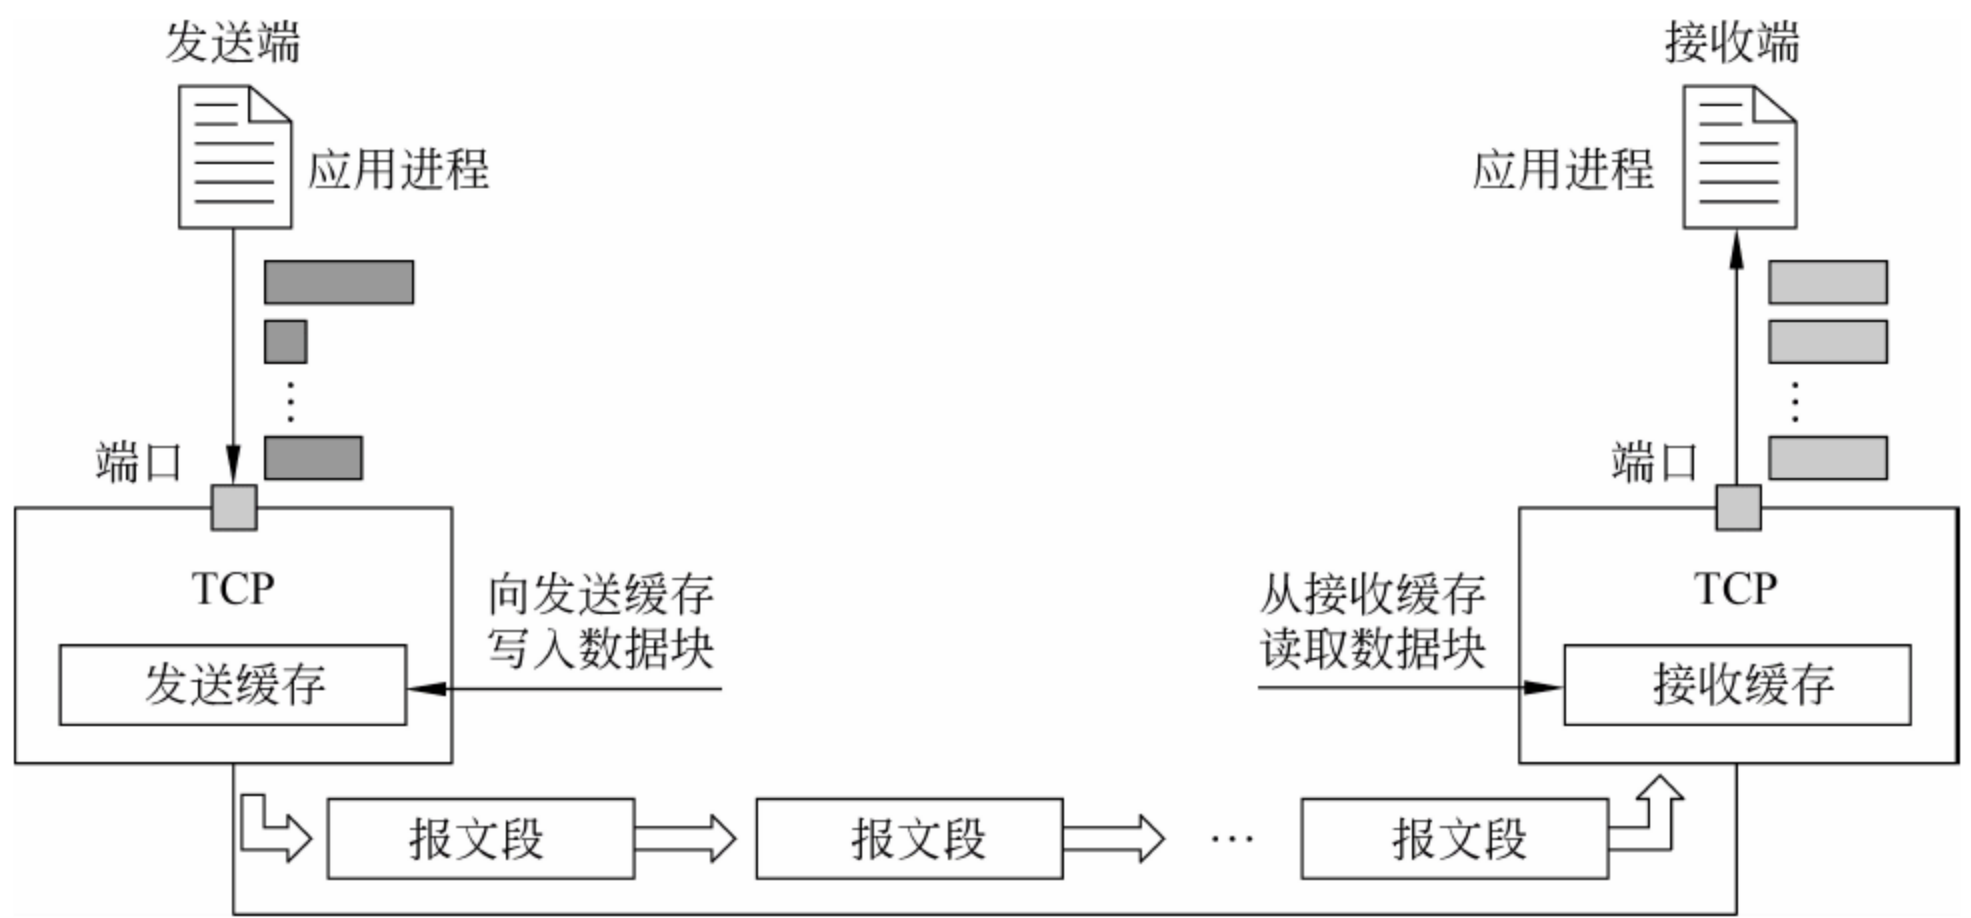 发送端
接收端
应用进程
应用进程
端口
端口
TCP
TCP
向发送缓存
写入数据块
从接收缓存
读取数据块
发送缓存
接收缓存
报文段
报文段
…
报文段